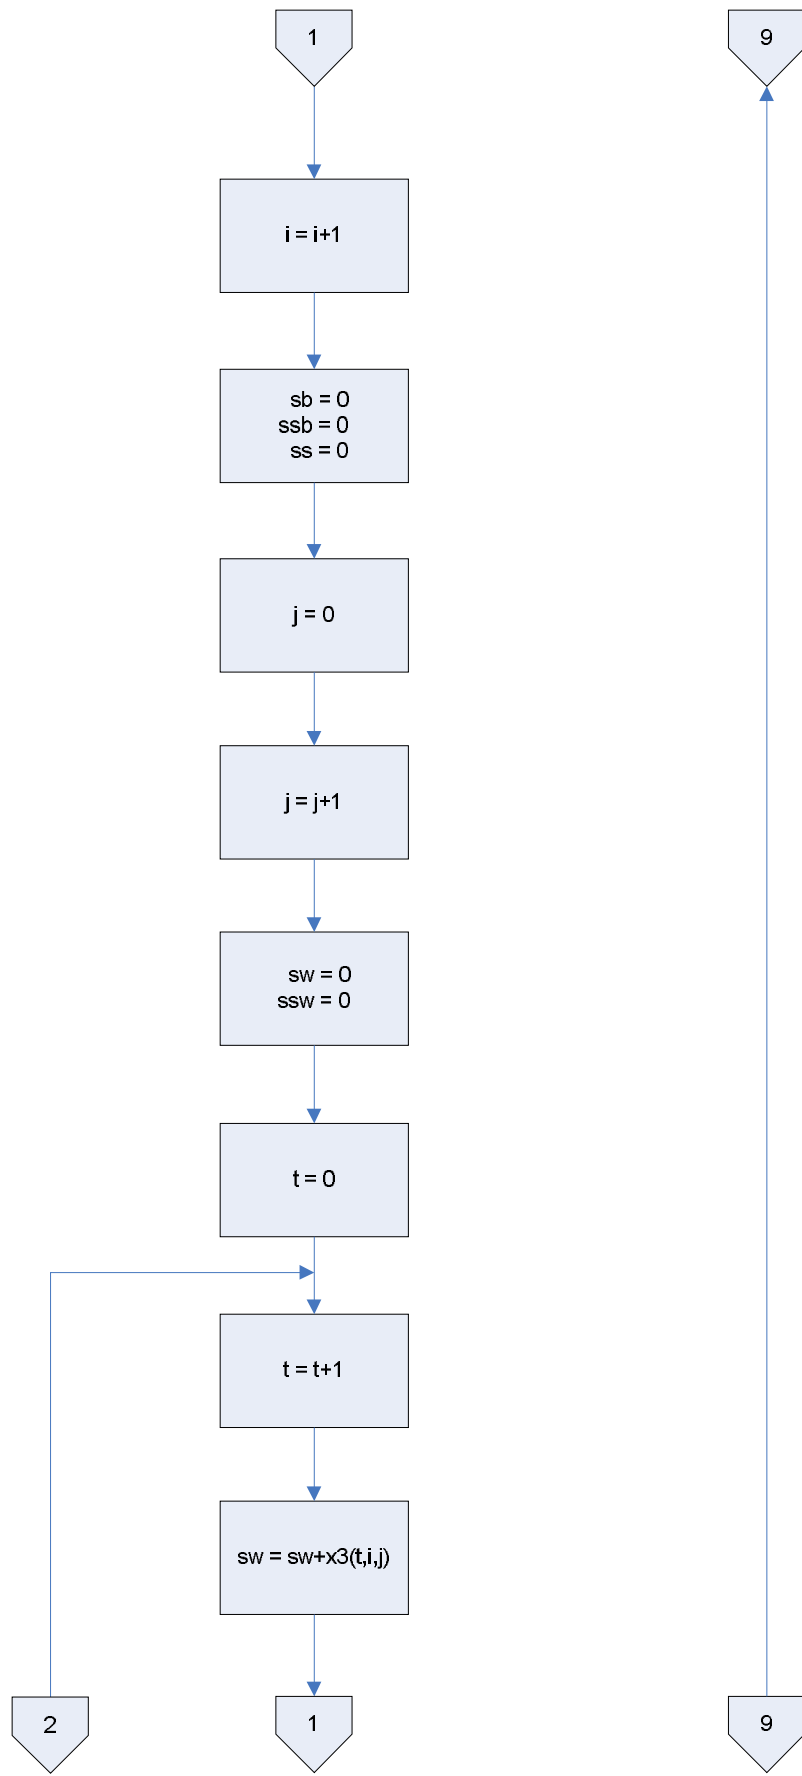 1
9
i = i+1
sb = 0
ssb = 0
ss = 0
j = 0
j = j+1
sw = 0
ssw = 0
t = 0
t = t+1
sw = sw+x3(t,i,j)
2
1
9